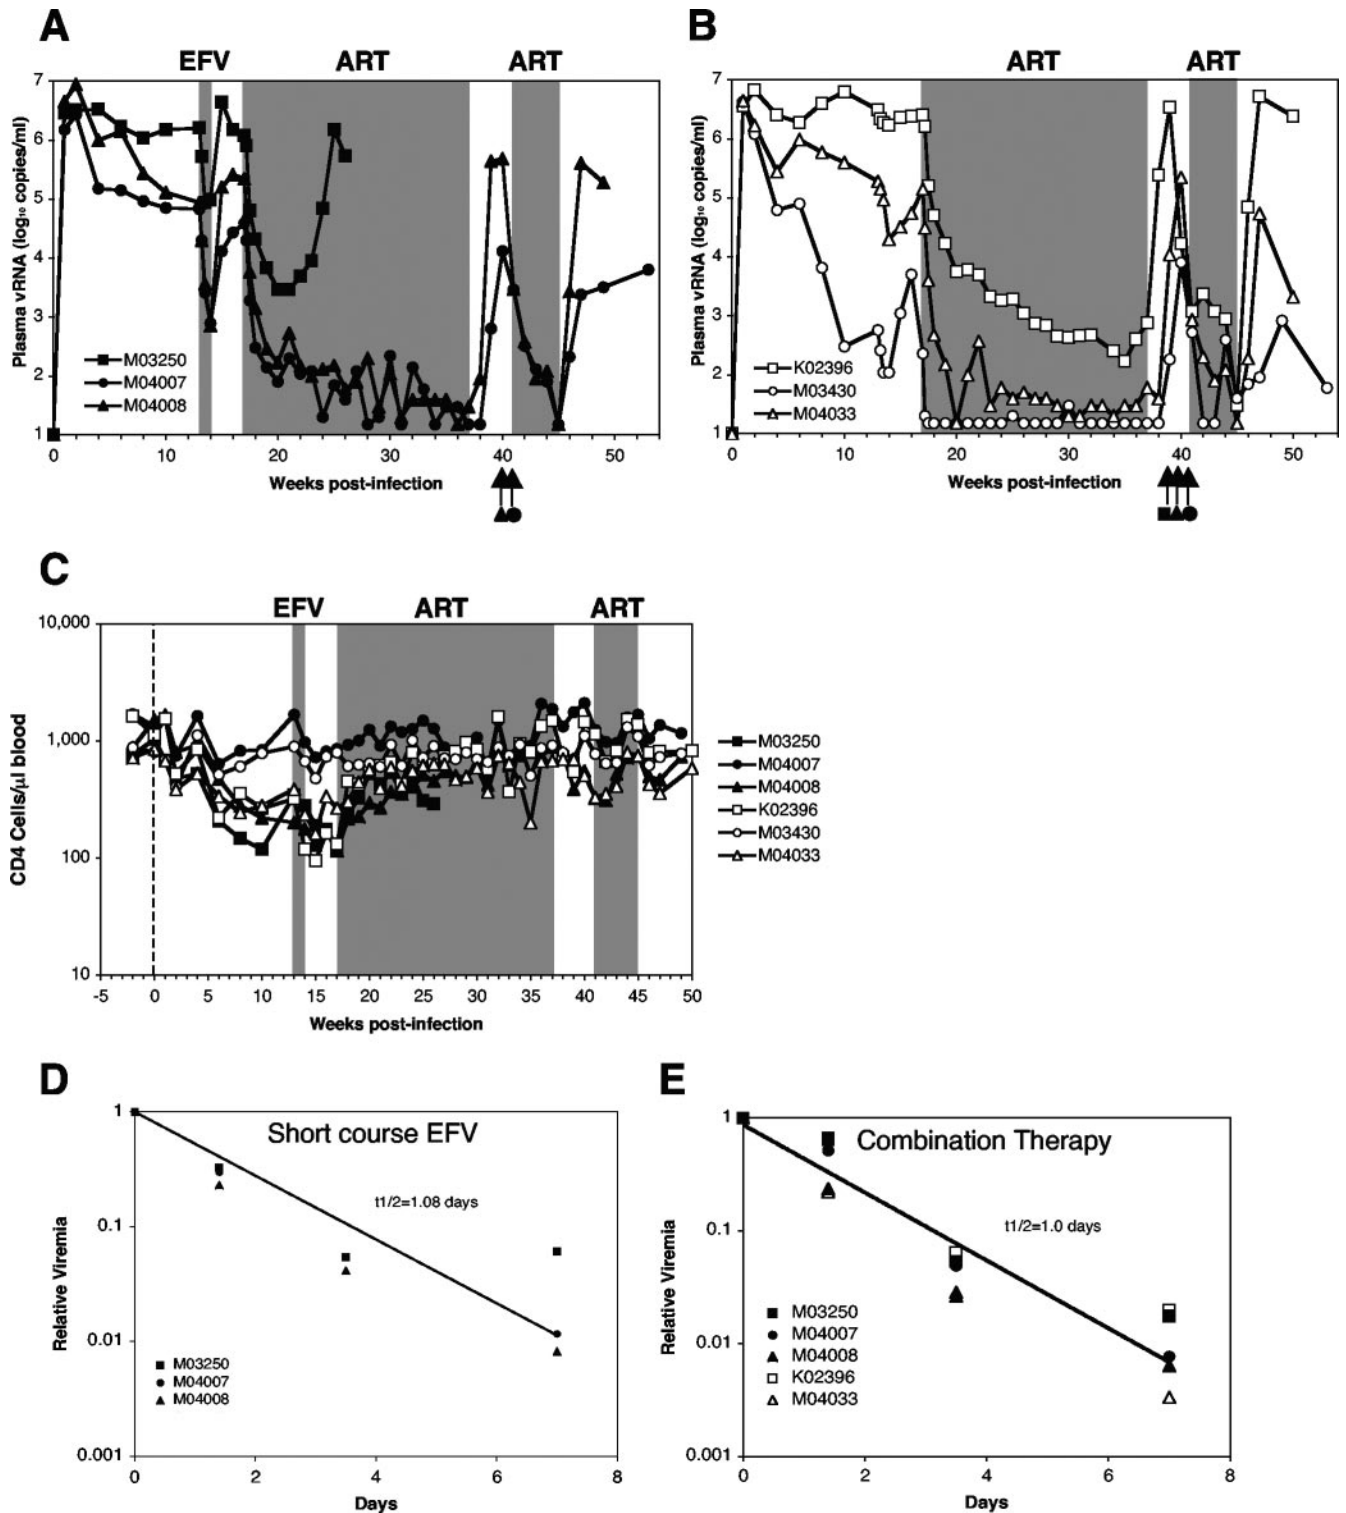 A
EFV
ART
ART
Plasma vRNA (log₁₀ copies/ml)
7
6
5
4
3
2
1
M03250
M04007
M04008
0
10
20
30
40
50
Weeks post-infection
B
ART
ART
Plasma vRNA (log₁₀ copies/ml)
7
6
5
4
3
2
1
K02396
M03430
M04033
0
10
20
30
40
50
Weeks post-infection
C
EFV
ART
ART
CD4 Cells/µl blood
10,000
1,000
100
10
-5
0
5
10
15
20
25
30
35
40
45
50
Weeks post-infection
M03250
M04007
M04008
K02396
M03430
M04033
D
Short course EFV
t1/2=1.08 days
Relative Viremia
1
0.1
0.01
0.001
M03250
M04007
M04008
0
2
4
6
8
Days
E
Combination Therapy
t1/2=1.0 days
Relative Viremia
1
0.1
0.01
0.001
M03250
M04007
M04008
K02396
M04033
0
2
4
6
8
Days